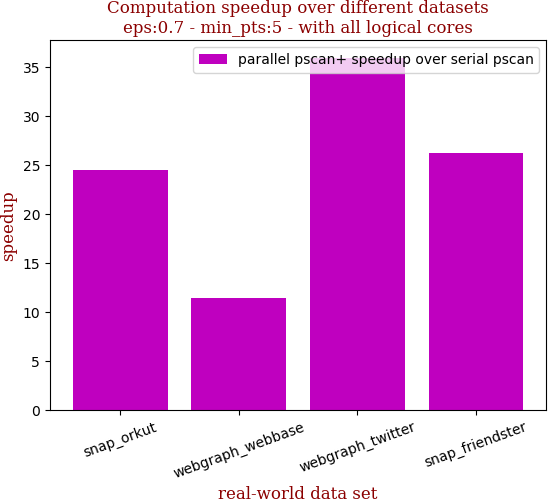 Computation speedup over different datasets
eps:0.7 - min_pts:5 - with all logical cores
parallel pscan+ speedup over serial pscan
speedup
35
30
25
20
15
10
5
0
snap_orkut
webgraph_webbase
webgraph_twitter
snap_friendster
real-world data set